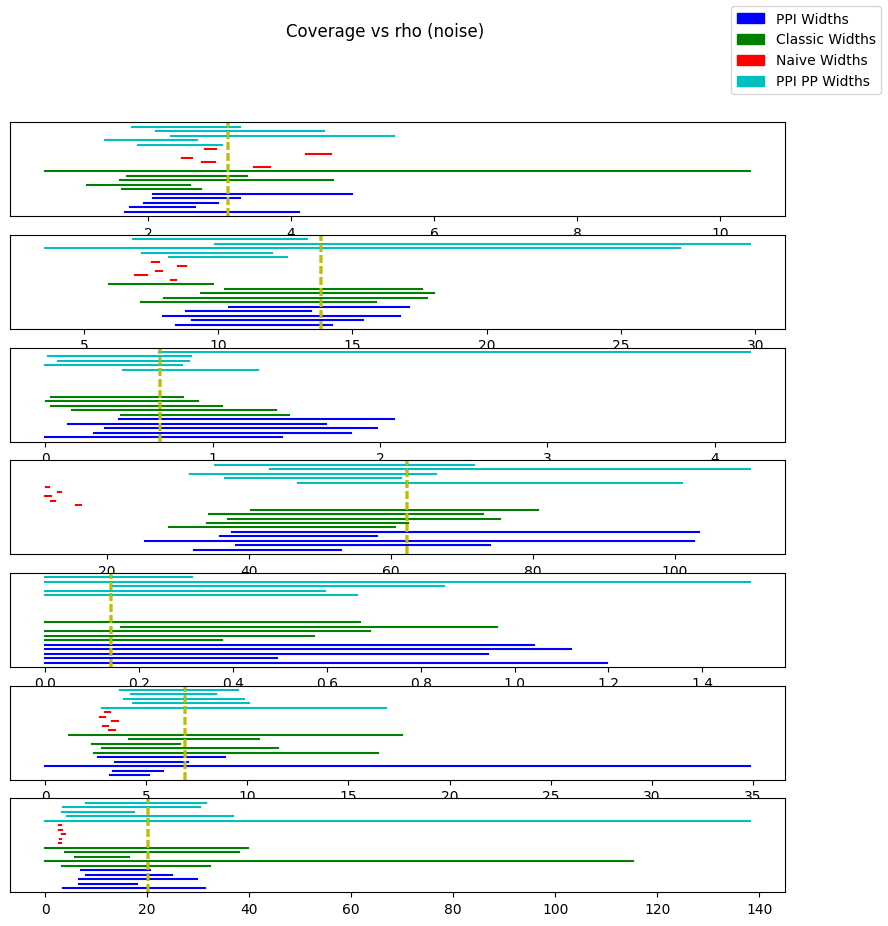 Coverage vs rho (noise)
PPI Widths
Classic Widths
Naive Widths
PPI PP Widths
2 4 6 8 10
5 10 15 20 25 30
0 1 2 3 4
20 40 60 80 100
0.0 0.2 0.4 0.6 0.8 1.0 1.2 1.4
0 5 10 15 20 25 30 35
0 20 40 60 80 100 120 140